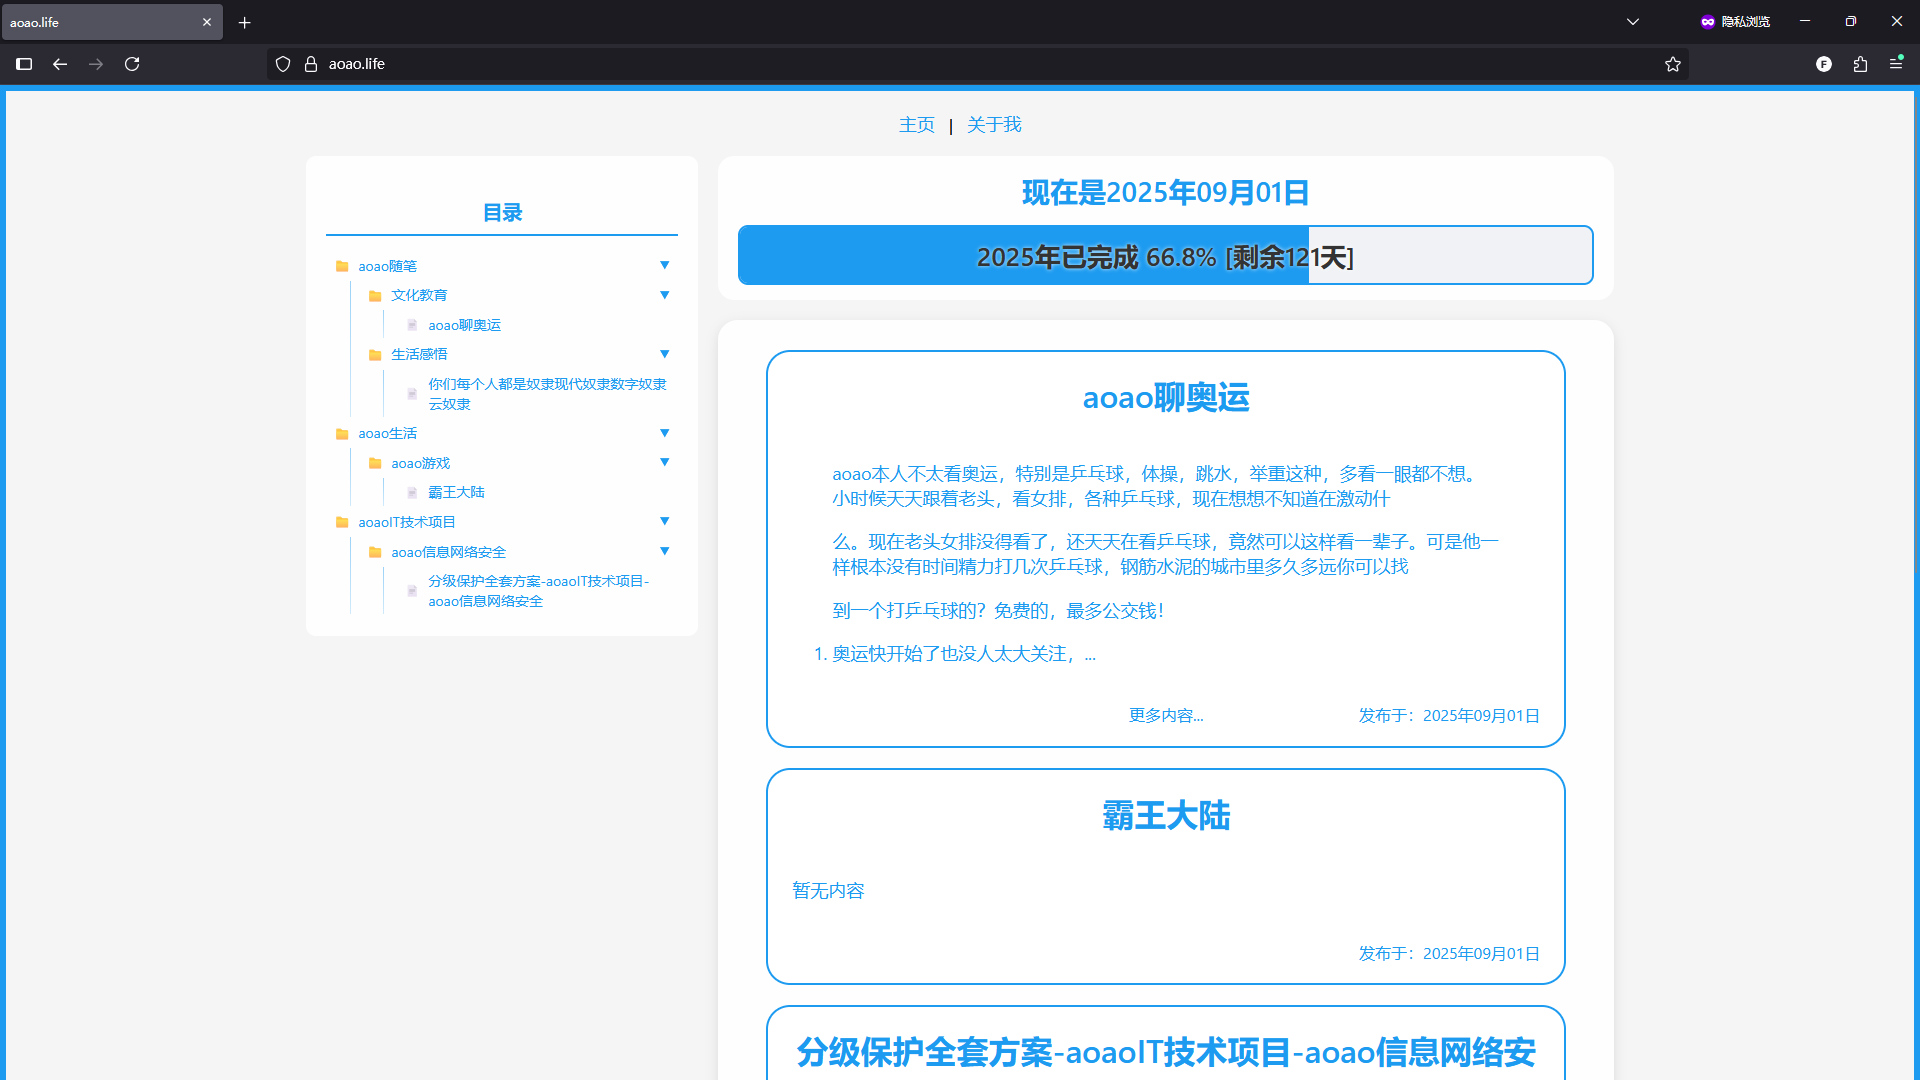 aoao.life
隐私浏览
aoao.life
F
主页 | 关于我
目录
aoao随笔
文化教育
aoao聊奥运
生活感悟
你们每个人都是奴隶现代奴隶数字奴隶
云奴隶
aoao生活
aoao游戏
霸王大陆
aoaoIT技术项目
aoao信息网络安全
分级保护全套方案-aoaoIT技术项目-
aoao信息网络安全
现在是2025年09月01日
2025年已完成 66.8% [剩余121天]
aoao聊奥运
aoao本人不太看奥运，特别是乒乓球，体操，跳水，举重这种，多看一眼都不想。
小时候天天跟着老头，看女排，各种乒乓球，现在想想不知道在激动什
么。现在老头女排没得看了，还天天在看乒乓球，竟然可以这样看一辈子。可是他一
样根本没有时间精力打几次乒乓球，钢筋水泥的城市里多久多远你可以找
到一个打乒乓球的？免费的，最多公交钱！
1. 奥运快开始了也没人太大关注，...
更多内容...
发布于：2025年09月01日
霸王大陆
暂无内容
发布于：2025年09月01日
分级保护全套方案-aoaoIT技术项目-aoao信息网络安